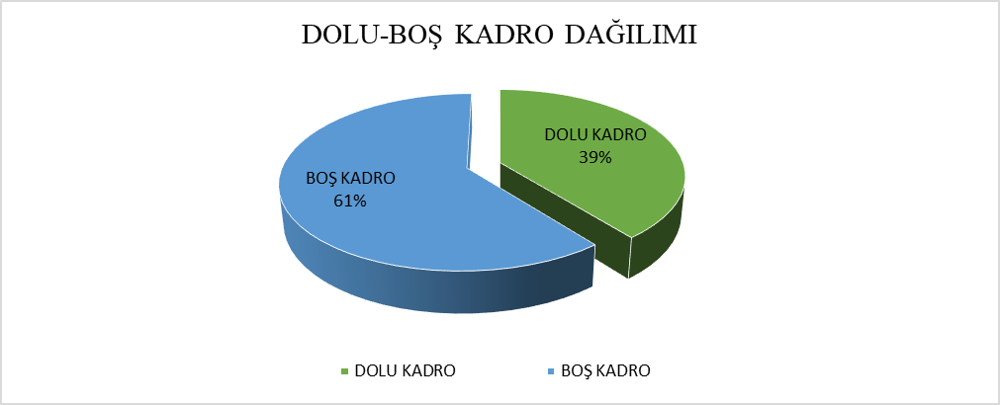 DOLU-BOŞ KADRO DAĞILIMI
DOLU KADRO
39%
BOŞ KADRO
61%
DOLU KADRO
BOŞ KADRO